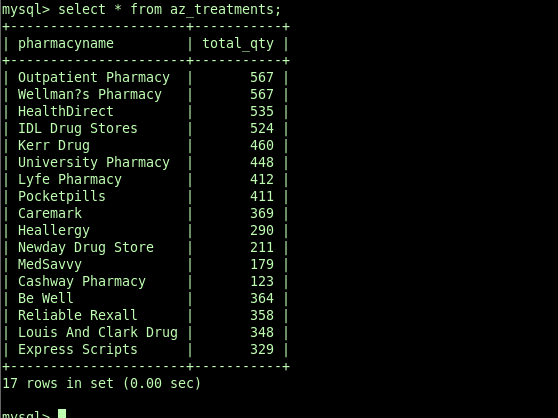 mysql> select * from az_treatments;
+---------------------+-----------+
| pharmacyname        | total_qty |
+---------------------+-----------+
| Outpatient Pharmacy |       567 |
| Wellman?s Pharmacy  |       567 |
| HealthDirect        |       535 |
| IDL Drug Stores     |       524 |
| Kerr Drug           |       460 |
| University Pharmacy |       448 |
| Lyfe Pharmacy       |       412 |
| Pocketpills         |       411 |
| Caremark            |       369 |
| Heallergy           |       290 |
| Newday Drug Store   |       211 |
| MedSavvy            |       179 |
| Cashway Pharmacy    |       123 |
| Be Well             |       364 |
| Reliable Rexall     |       358 |
| Louis And Clark Drug |       348 |
| Express Scripts     |       329 |
+---------------------+-----------+
17 rows in set (0.00 sec)
mysql>